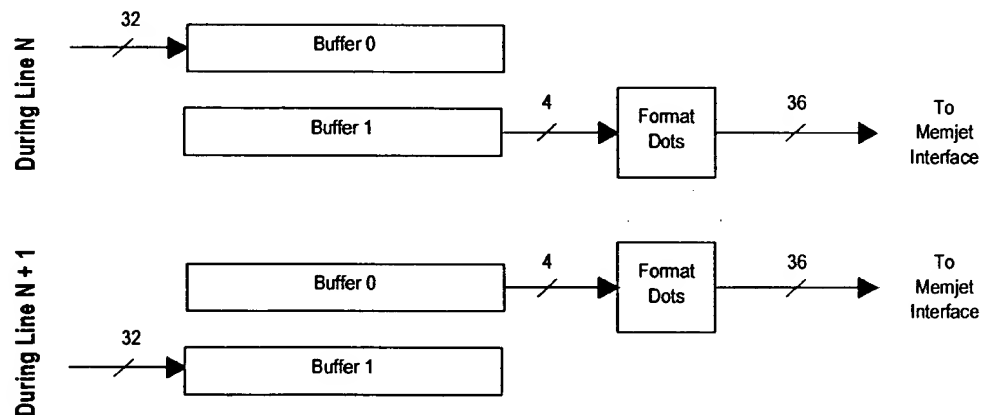 During Line N
32
Buffer 0
Buffer 1
4
Format
Dots
36
To
Memjet
Interface
During Line N + 1
Buffer 0
4
Format
Dots
36
To
Memjet
Interface
32
Buffer 1